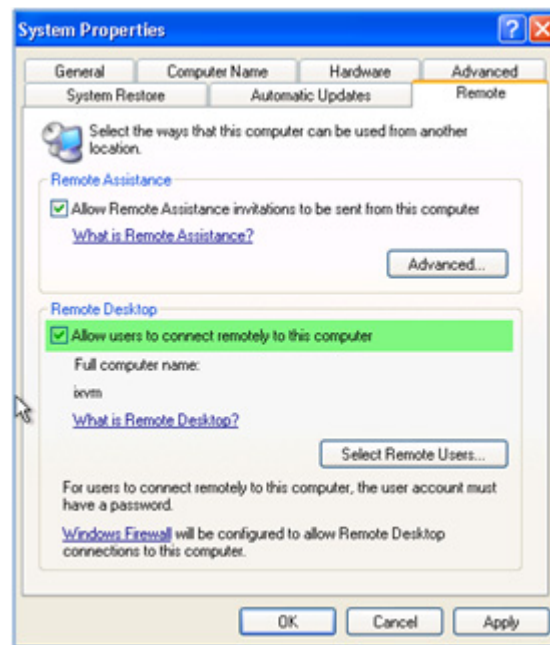 System Properties
General Computer Name Hardware Advanced
System Restore Automatic Updates Remote
Select the ways that this computer can be used from another
location.
Remote Assistance
Allow Remote Assistance invitations to be sent from this computer
What is Remote Assistance?
Advanced...
Remote Desktop
Allow users to connect remotely to this computer
Full computer name:
ixvm
What is Remote Desktop?
Select Remote Users...
For users to connect remotely to this computer, the user account must
have a password.
Windows Firewall will be configured to allow Remote Desktop
connections to this computer.
OK Cancel Apply